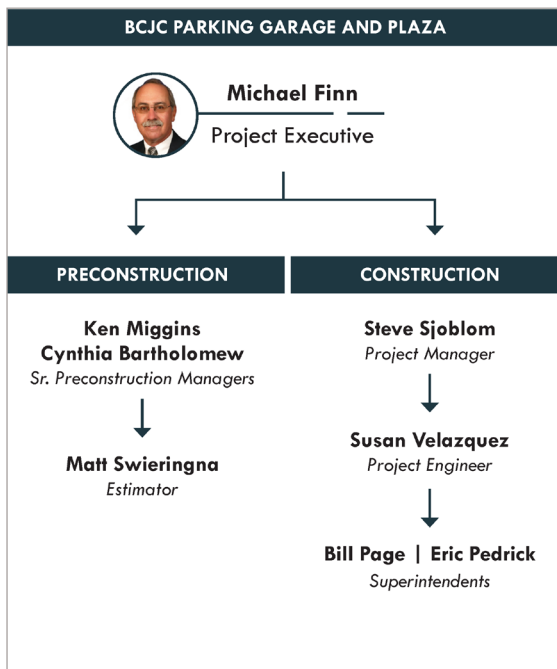 BCJC PARKING GARAGE AND PLAZA
Michael Finn
Project Executive
PRECONSTRUCTION
Ken Miggins
Cynthia Bartholomew
Sr. Preconstruction Managers
Matt Swieringna
Estimator
CONSTRUCTION
Steve Sjoblom
Project Manager
Susan Velazquez
Project Engineer
Bill Page | Eric Pedrick
Superintendents